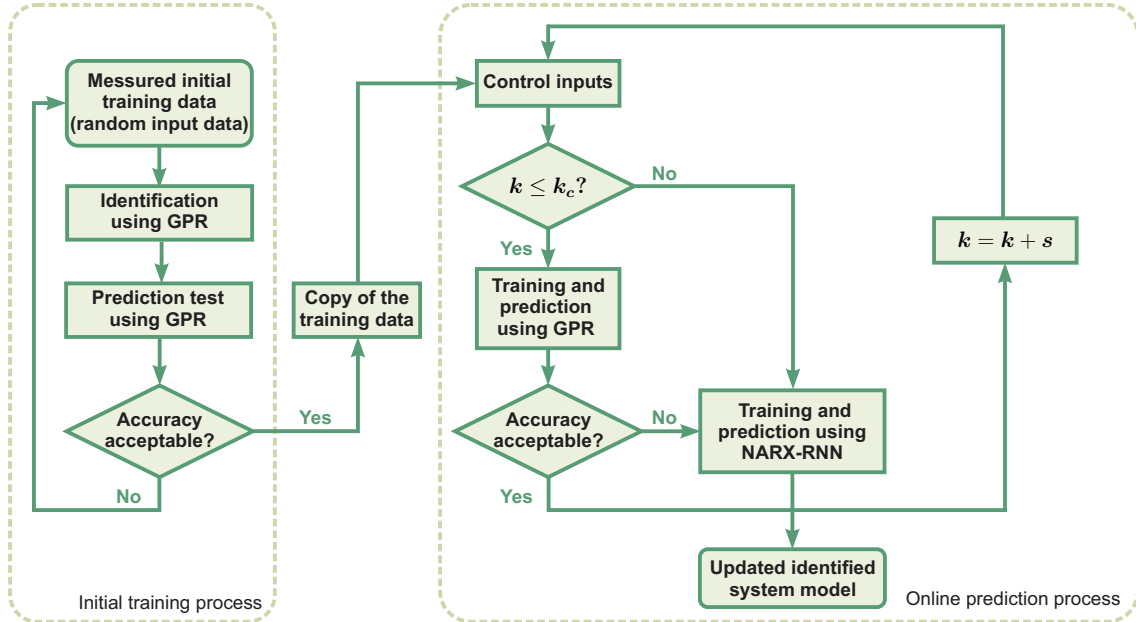 Messured initial
training data
(random input data)
Identification
using GPR
Prediction test
using GPR
Accuracy
acceptable?
No
Yes
Initial training process
Copy of the
training data
Control inputs
k ≤ k_c?
No
Yes
Training and
prediction
using GPR
Accuracy
acceptable?
No
Yes
Training and
prediction using
NARX-RNN
Updated identified
system model
k = k + s
Online prediction process